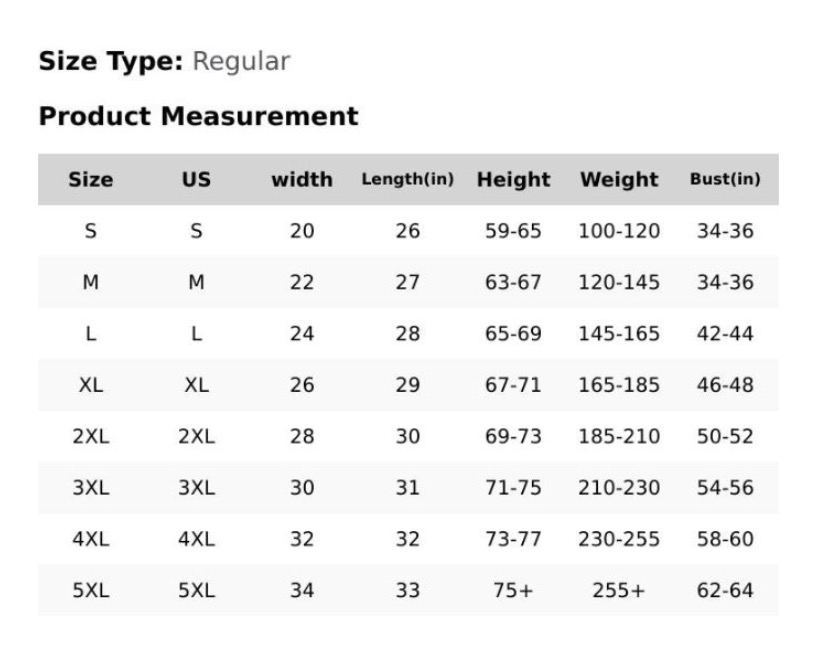 Size Type: Regular
Product Measurement
Size US width Length(in) Height Weight Bust(in)
S S 20 26 59-65 100-120 34-36
M M 22 27 63-67 120-145 34-36
L L 24 28 65-69 145-165 42-44
XL XL 26 29 67-71 165-185 46-48
2XL 2XL 28 30 69-73 185-210 50-52
3XL 3XL 30 31 71-75 210-230 54-56
4XL 4XL 32 32 73-77 230-255 58-60
5XL 5XL 34 33 75+ 255+ 62-64